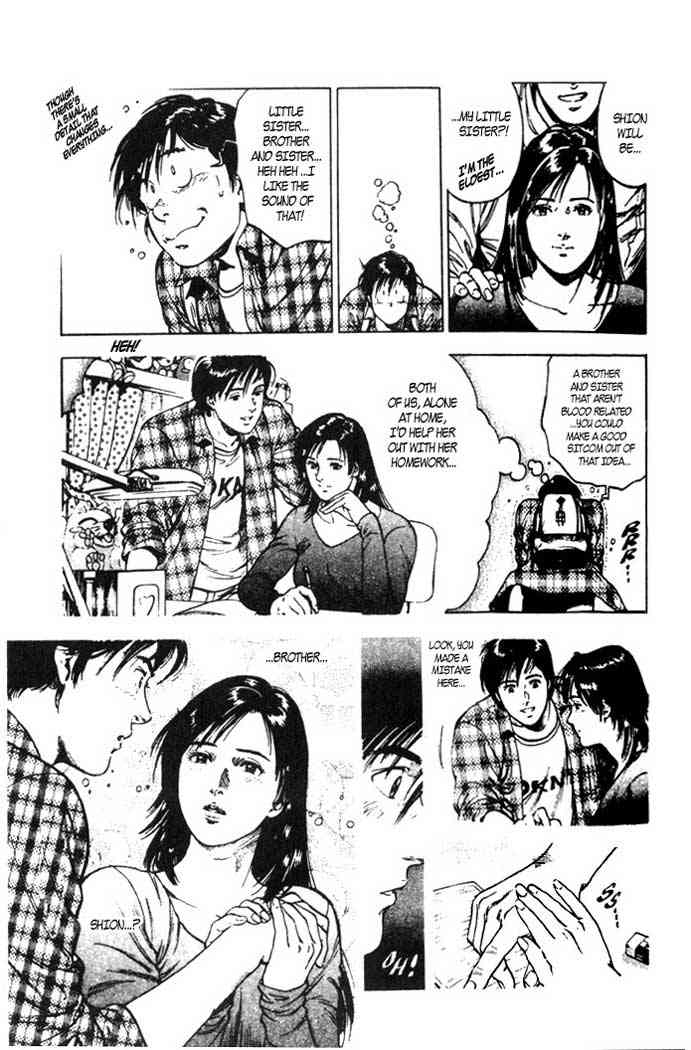 SHION
WILL
BE...
...MY LITTLE
SISTER?!
I'M THE
ELDEST...
LITTLE
SISTER...
BROTHER
AND SISTER...
HEH HEH ...I
LIKE THE
SOUND OF
THAT!
THOUGH
THERE'S
A SMALL
DETAIL THAT
CHANGES
EVERYTHING...
A BROTHER
AND SISTER
THAT AREN'T
BLOOD RELATED
...YOU COULD
MAKE A GOOD
SITCOM OUT OF
THAT IDEA...
RRR...
BOTH
OF US, ALONE
AT HOME,
I'D HELP HER
OUT WITH HER
HOMEWORK...
HEH!
LOOK, YOU
MADE A
MISTAKE
HERE...
SS...
OH!
...BROTHER...
SHION...?